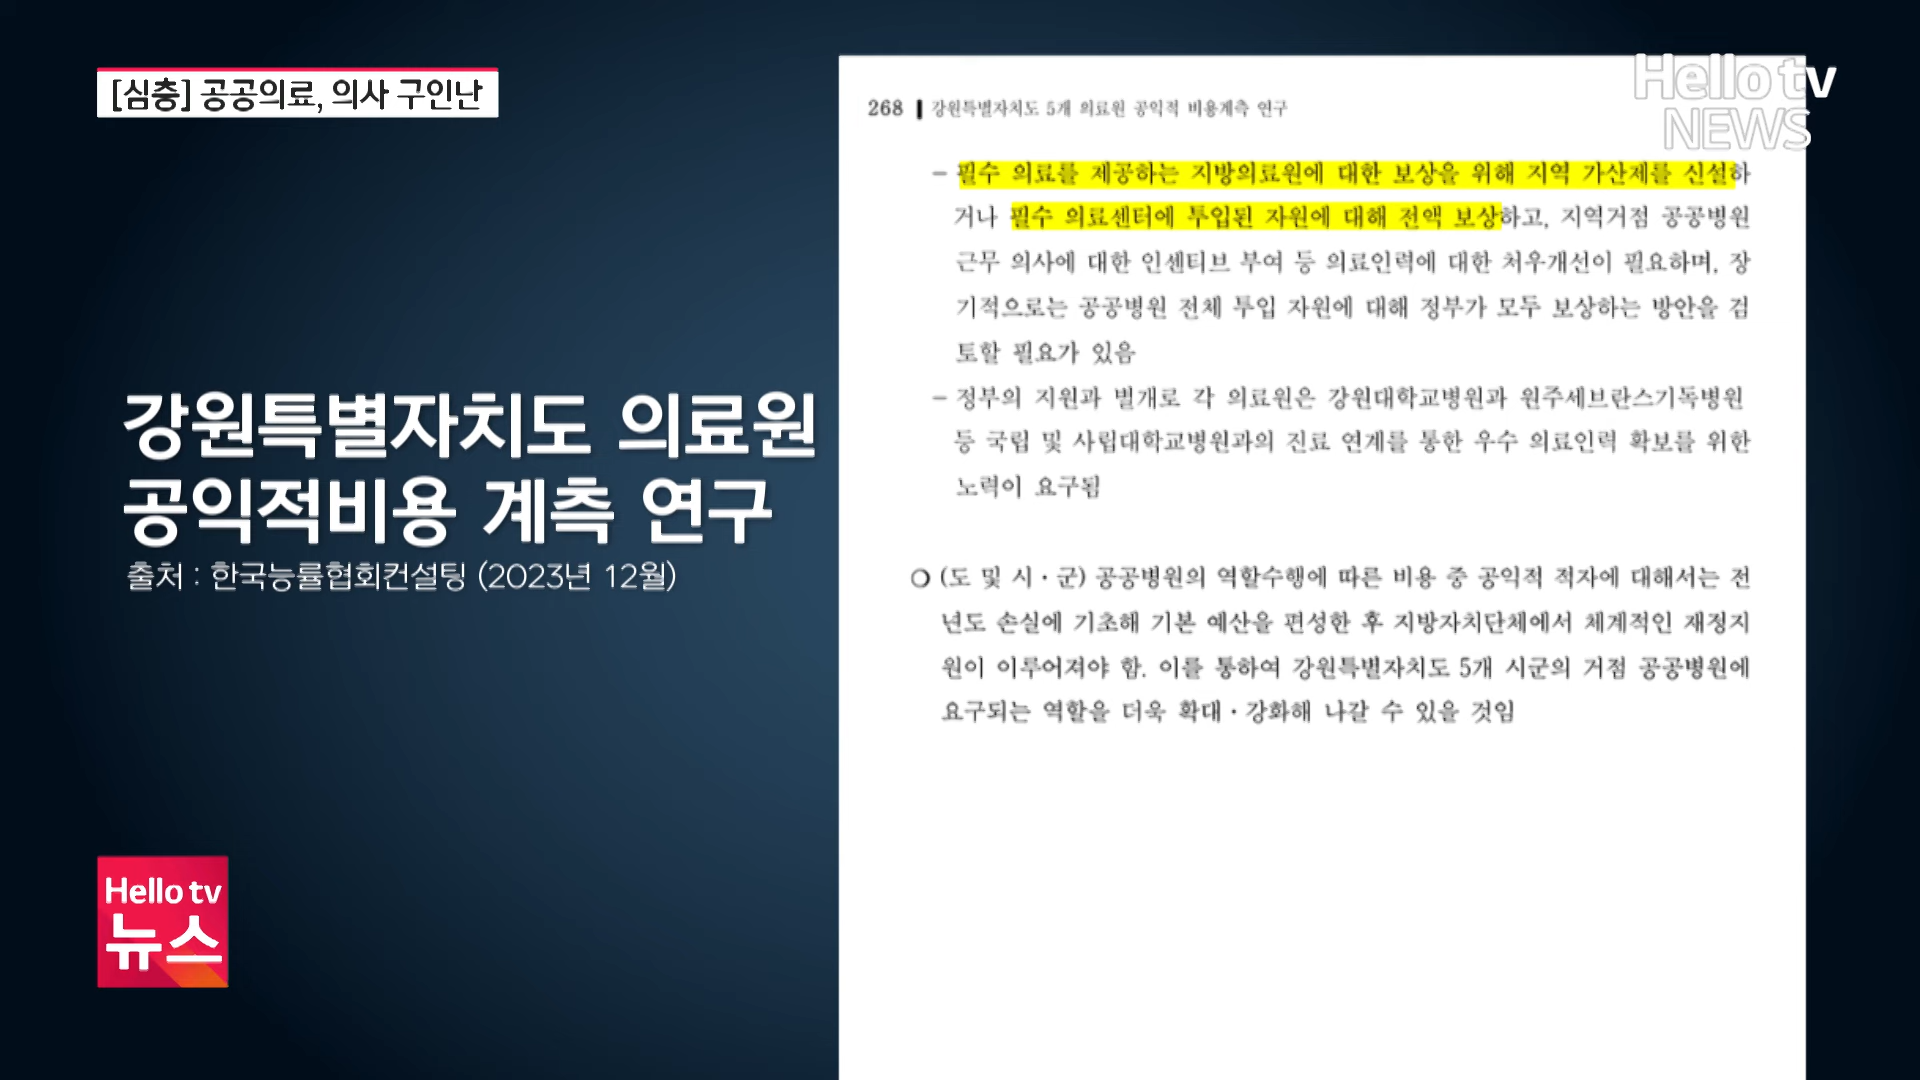 [심층] 공공의료, 의사 구인난
Hello tv
NEWS
268 강원특별자치도 5개 의료원 공익적 비용계측 연구
– 필수 의료를 제공하는 지방의료원에 대한 보상을 위해 지역 가산제를 신설하
거나 필수 의료센터에 투입된 자원에 대해 전액 보상하고, 지역거점 공공병원
근무 의사에 대한 인센티브 부여 등 의료인력에 대한 처우개선이 필요하며, 장
기적으로는 공공병원 전체 투입 자원에 대해 정부가 모두 보상하는 방안을 검
토할 필요가 있음
– 정부의 지원과 별개로 각 의료원은 강원대학교병원과 원주세브란스기독병원
등 국립 및 사립대학교병원과의 진료 연계를 통한 우수 의료인력 확보를 위한
노력이 요구됨
❍ (도 및 시·군) 공공병원의 역할수행에 따른 비용 중 공익적 적자에 대해서는 전
년도 손실에 기초해 기본 예산을 편성한 후 지방자치단체에서 체계적인 재정지
원이 이루어져야 함. 이를 통하여 강원특별자치도 5개 시군의 거점 공공병원에
요구되는 역할을 더욱 확대·강화해 나갈 수 있을 것임
강원특별자치도 의료원
공익적비용 계측 연구
출처 : 한국능률협회컨설팅 (2023년 12월)
Hello tv
뉴스